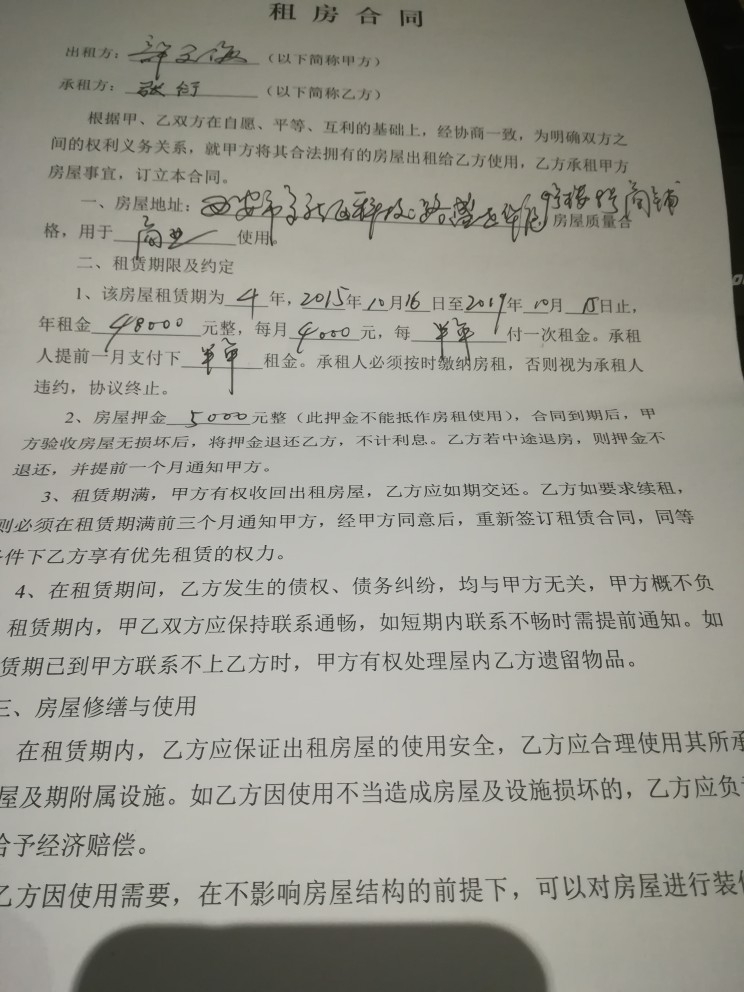 租房合同
出租方：（以下简称甲方）
承租方：（以下简称乙方）
根据甲、乙双方在自愿、平等、互利的基础上，经协商一致，为明确双方之
间的权利义务关系，就甲方将其合法拥有的房屋出租给乙方使用，乙方承租甲方
房屋事宜，订立本合同。
一、房屋地址：西安市 科技二路 商铺 房屋质量合
格，用于 商业 使用。
二、租赁期限及约定
1、该房屋租赁期为 4 年，2015年10月16日至2019年10月15日止，
年租金 48000 元整，每月 4000 元，每 半年 付一次租金。承租
人提前一月支付下 半年 租金。承租人必须按时缴纳房租，否则视为承租人
违约，协议终止。
2、房屋押金 5000 元整（此押金不能抵作房租使用），合同到期后，甲
方验收房屋无损坏后，将押金退还乙方，不计利息。乙方若中途退房，则押金不
退还，并提前一个月通知甲方。
3、租赁期满，甲方有权收回出租房屋，乙方应如期交还。乙方如要求续租，
则必须在租赁期满前三个月通知甲方，经甲方同意后，重新签订租赁合同，同等
件下乙方享有优先租赁的权力。
4、在租赁期间，乙方发生的债权、债务纠纷，均与甲方无关，甲方概不负
租赁期内，甲乙双方应保持联系通畅，如短期内联系不畅时需提前通知。如
赁期已到甲方联系不上乙方时，甲方有权处理屋内乙方遗留物品。
三、房屋修缮与使用
在租赁期内，乙方应保证出租房屋的使用安全，乙方应合理使用其所承
屋及期附属设施。如乙方因使用不当造成房屋及设施损坏的，乙方应负
给予经济赔偿。
乙方因使用需要，在不影响房屋结构的前提下，可以对房屋进行装